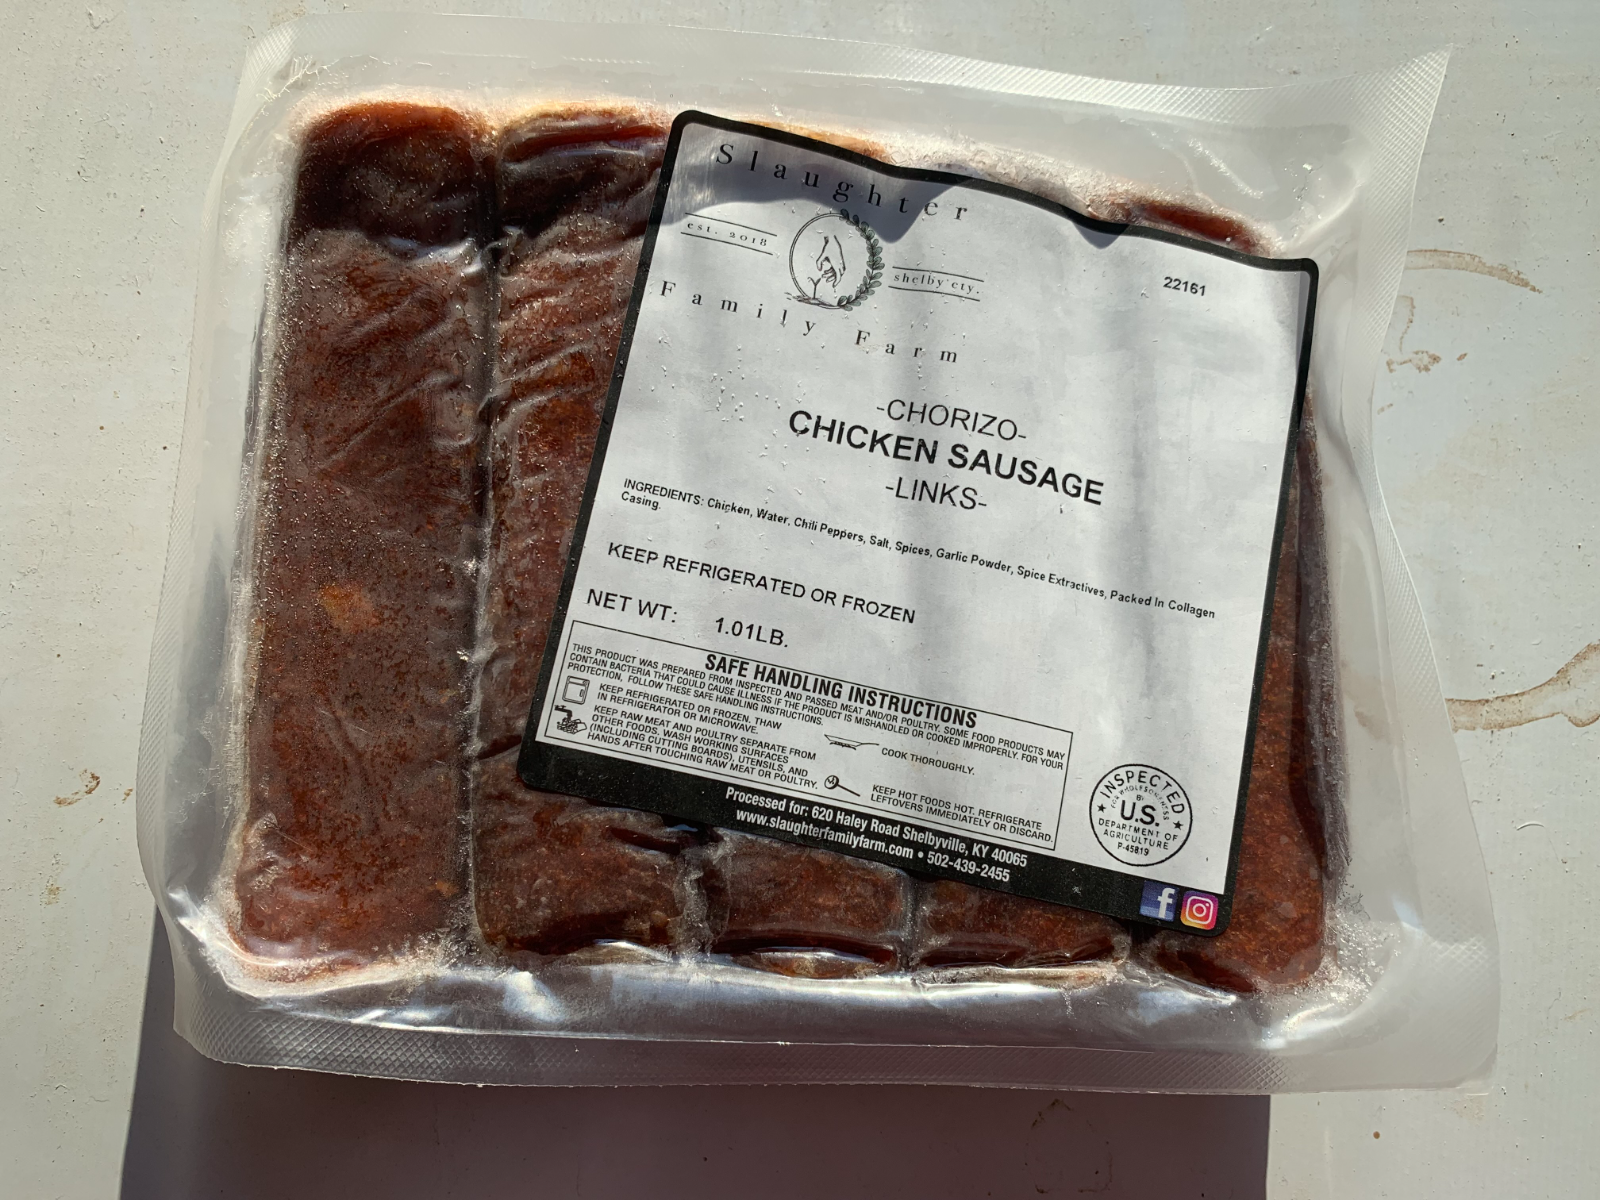 Slaughter
est. 2018
shelby cty.
Family Farm
22161
-CHORIZO-
CHICKEN SAUSAGE
-LINKS-
INGREDIENTS: Chicken, Water, Chili Peppers, Salt, Spices, Garlic Powder, Spice Extractives, Packed In Collagen
Casing.
KEEP REFRIGERATED OR FROZEN
NET WT: 1.01LB.
SAFE HANDLING INSTRUCTIONS
THIS PRODUCT WAS PREPARED FROM INSPECTED AND PASSED MEAT AND/OR POULTRY. SOME FOOD PRODUCTS MAY
CONTAIN BACTERIA THAT COULD CAUSE ILLNESS IF THE PRODUCT IS MISHANDLED OR COOKED IMPROPERLY. FOR YOUR
PROTECTION, FOLLOW THESE SAFE HANDLING INSTRUCTIONS.
KEEP REFRIGERATED OR FROZEN. THAW
IN REFRIGERATOR OR MICROWAVE.
KEEP RAW MEAT AND POULTRY SEPARATE FROM
OTHER FOODS. WASH WORKING SURFACES
(INCLUDING CUTTING BOARDS), UTENSILS, AND
HANDS AFTER TOUCHING RAW MEAT OR POULTRY.
COOK THOROUGHLY.
KEEP HOT FOODS HOT. REFRIGERATE
LEFTOVERS IMMEDIATELY OR DISCARD.
INSPECTED
FOR WHOLESOMENESS
BY
U.S.
DEPARTMENT OF
AGRICULTURE
P-45819
Processed for: 620 Haley Road Shelbyville, KY 40065
www.slaughterfamilyfarm.com • 502-439-2455